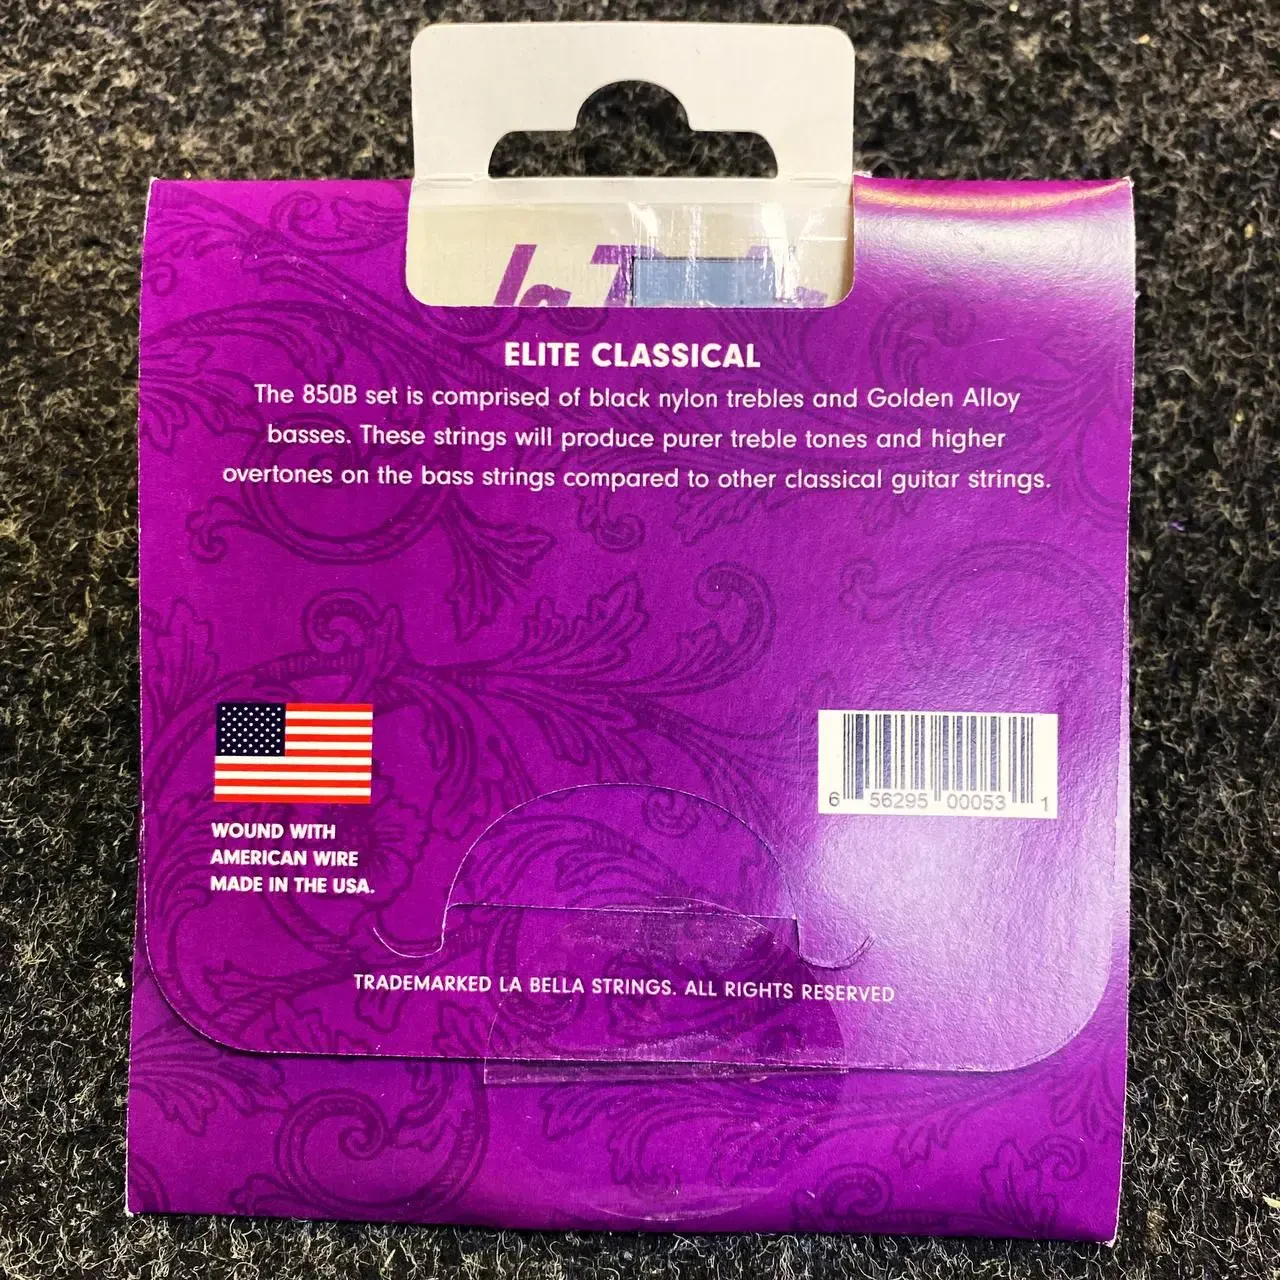 ELITE CLASSICAL
The 850B set is comprised of black nylon trebles and Golden Alloy
basses. These strings will produce purer treble tones and higher
overtones on the bass strings compared to other classical guitar strings.
WOUND WITH
AMERICAN WIRE
MADE IN THE USA.
6 56295 00053 1
TRADEMARKED LA BELLA STRINGS. ALL RIGHTS RESERVED